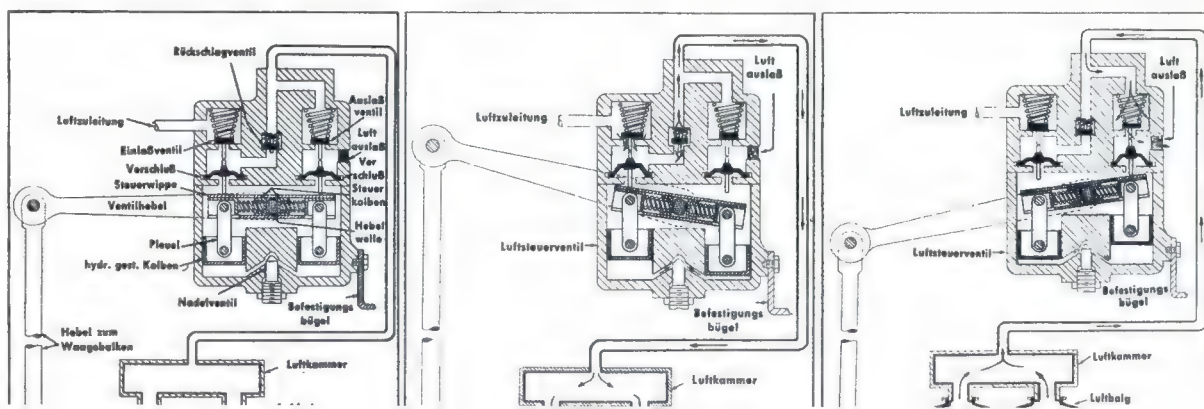 Rückschlagventil
Luftzuleitung
Auslaß
ventil
Luft
auslaß
Einlaßventil
Verschluß
Ver
schluß
Steuerwippe
Steuer
kolben
Ventilhebel
Hebel
welle
Pleuel
hydr. gest. Kolben
Nadelventil
Befestigungs
bügel
Hebel zum
Waagebalken
Luftkammer
Luftzuleitung
Luft
auslaß
Luftsteuerventil
Befestigungs
bügel
Luftkammer
Luft
auslaß
Luftzuleitung
Luftsteuerventil
Befestigungs
bügel
Luftkammer
Luftbalg